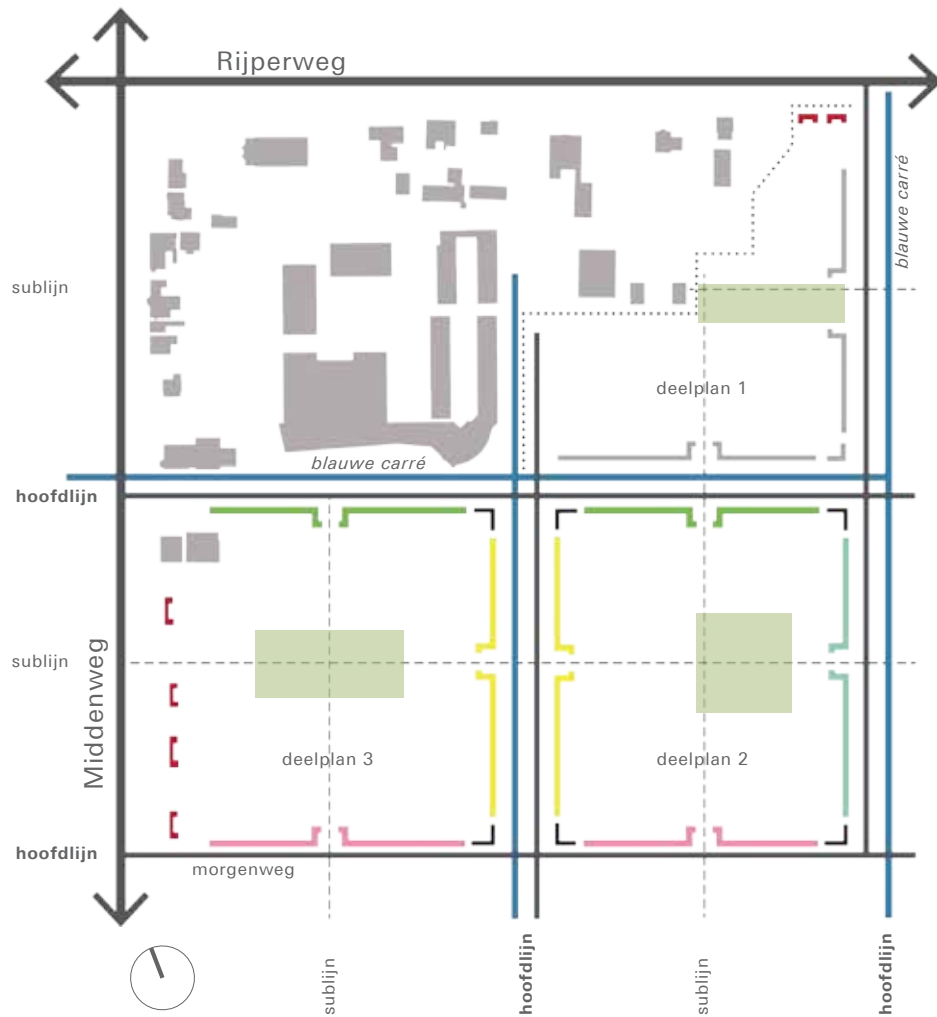 Rijperweg
blauwe carré
sublijn
deelplan 1
blauwe carré
hoofdlijn
sublijn
Middenweg
deelplan 3
deelplan 2
hoofdlijn
morgenweg
sublijn
hoofdlijn
sublijn
hoofdlijn